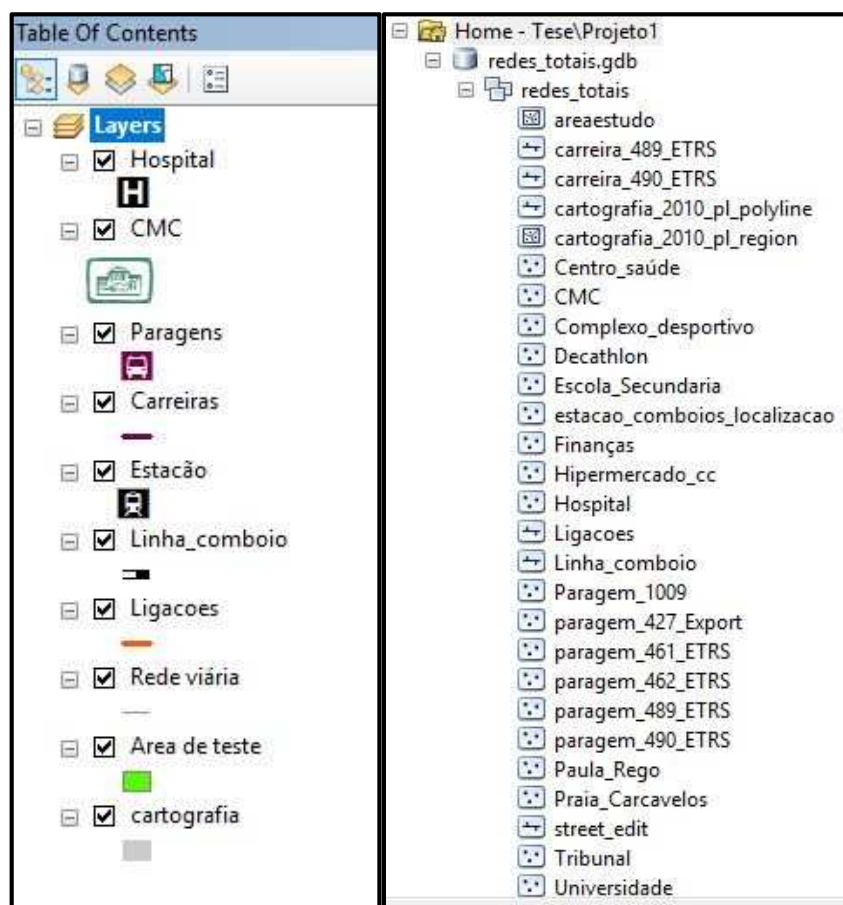 Table Of Contents
Layers
Hospital
H
CMC
Paragens
Carreiras
Estacão
Linha_comboio
Ligacoes
Rede viária
Area de teste
cartografia
Home - Tese\Projeto1
redes_totais.gdb
redes_totais
areaestudo
carreira_489_ETRS
carreira_490_ETRS
cartografia_2010_pl_polyline
cartografia_2010_pl_region
Centro_saúde
CMC
Complexo_desportivo
Decathlon
Escola_Secundaria
estacao_comboios_localizacao
Finanças
Hipermercado_cc
Hospital
Ligacoes
Linha_comboio
Paragem_1009
paragem_427_Export
paragem_461_ETRS
paragem_462_ETRS
paragem_489_ETRS
paragem_490_ETRS
Paula_Rego
Praia_Carcavelos
street_edit
Tribunal
Universidade